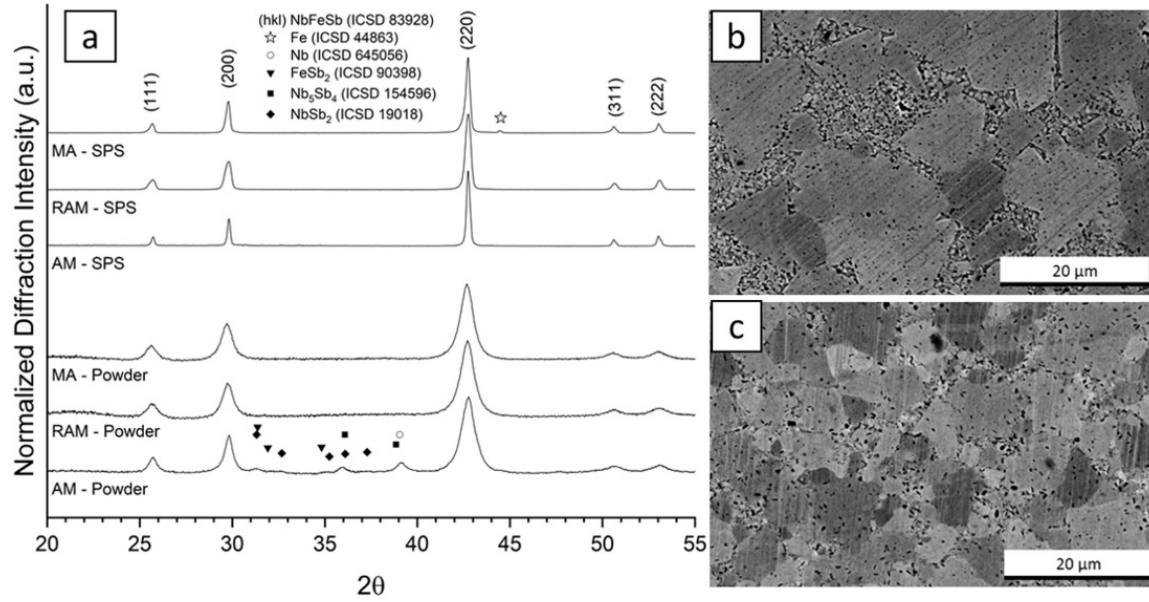 a
(hkl) NbFeSb (ICSD 83928)
☆ Fe (ICSD 44863)
○ Nb (ICSD 645056)
▼ FeSb₂ (ICSD 90398)
■ Nb₅Sb₄ (ICSD 154596)
◆ NbSb₂ (ICSD 19018)
(111)
(200)
(220)
(311)
(222)
MA - SPS
RAM - SPS
AM - SPS
MA - Powder
RAM - Powder
AM - Powder
Normalized Diffraction Intensity (a.u.)
20 25 30 35 40 45 50 55
2θ
b
20 µm
c
20 µm